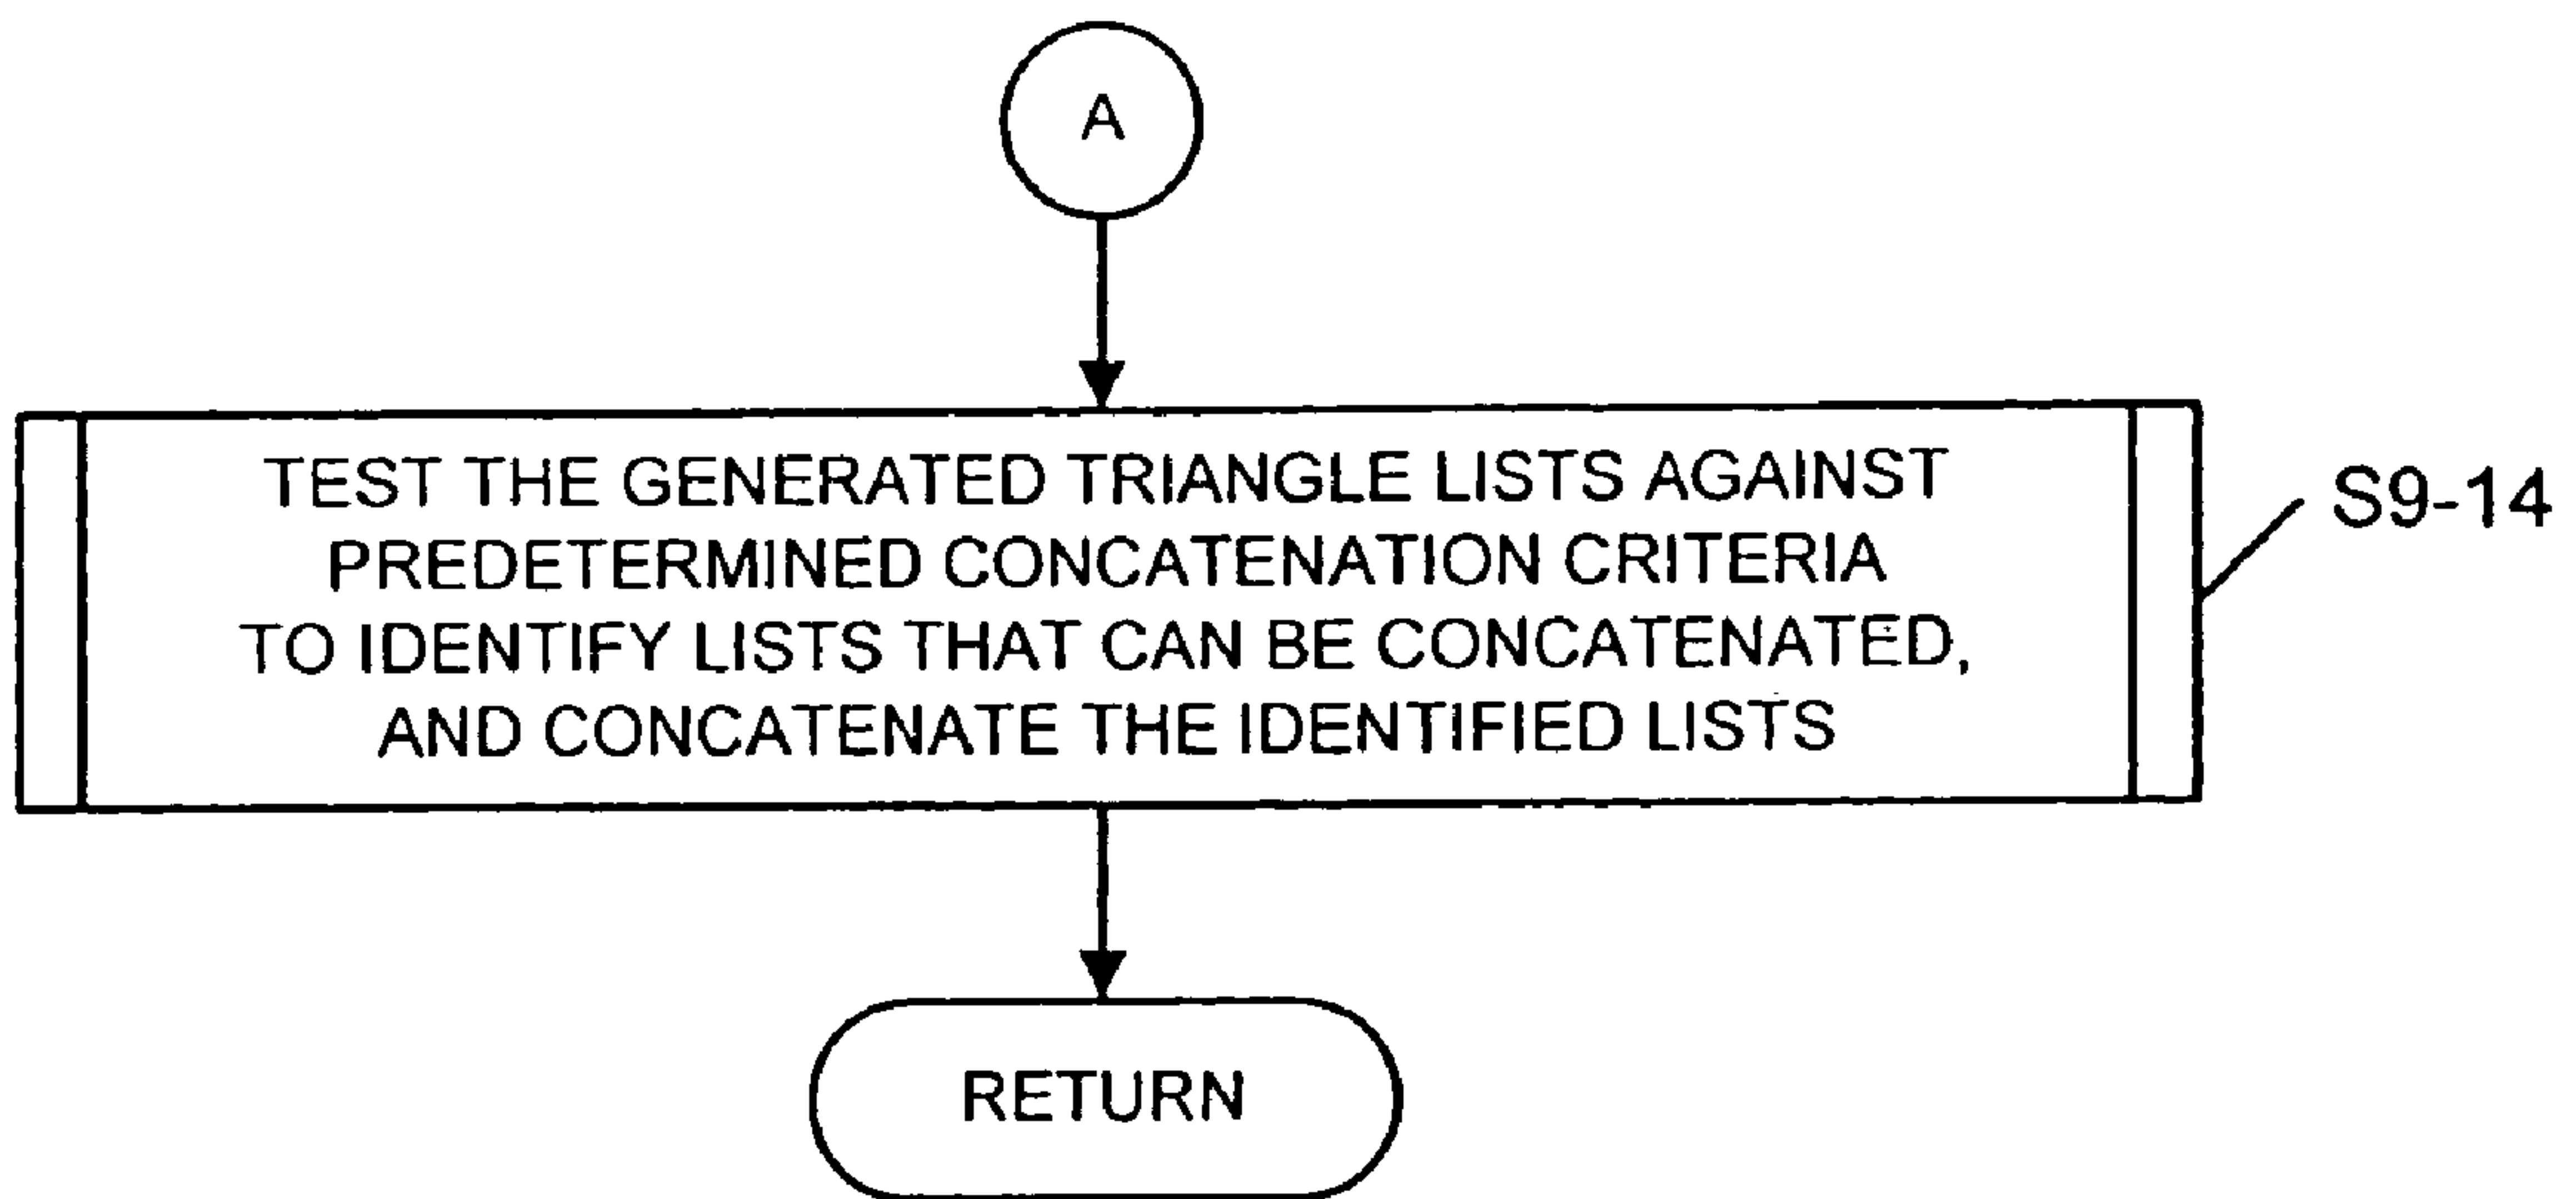 A
TEST THE GENERATED TRIANGLE LISTS AGAINST
PREDETERMINED CONCATENATION CRITERIA
TO IDENTIFY LISTS THAT CAN BE CONCATENATED,
AND CONCATENATE THE IDENTIFIED LISTS
S9-14
RETURN